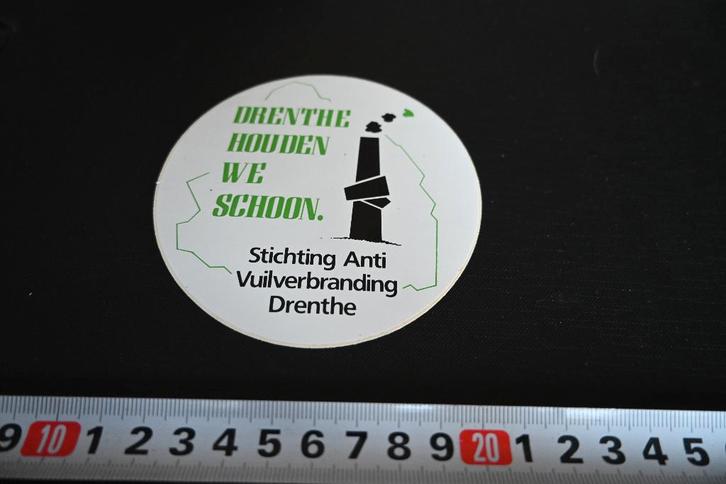 DRENTHE
HOUDEN
WE
SCHOON.
Stichting Anti
Vuilverbranding
Drenthe
9 10 1 2 3 4 5 6 7 8 9 20 1 2 3 4 5